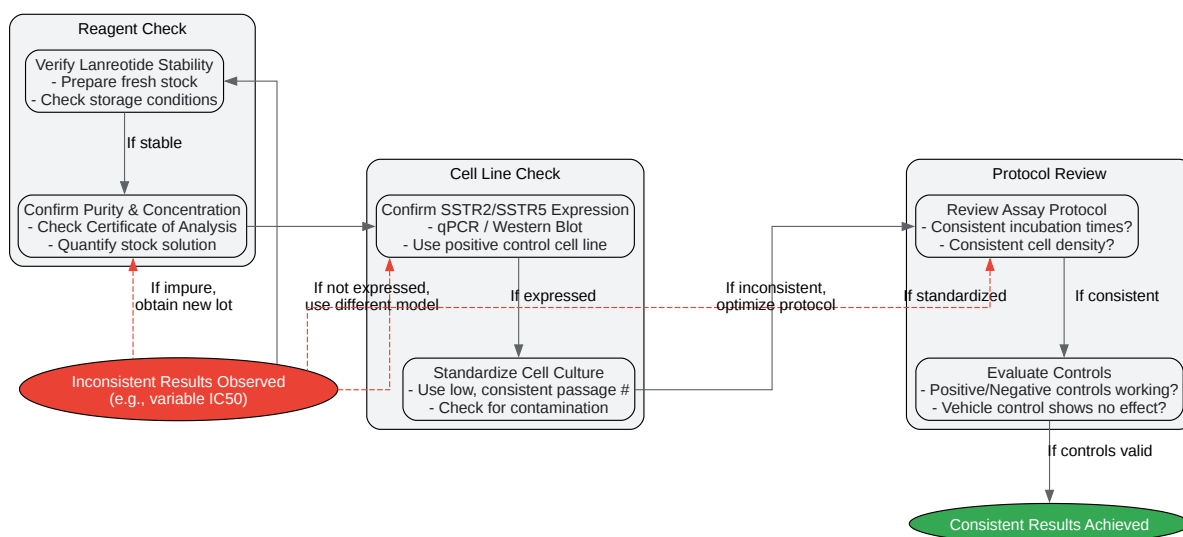 Reagent Check
Verify Lanreotide Stability
- Prepare fresh stock
- Check storage conditions
If stable
Confirm Purity & Concentration
- Check Certificate of Analysis
- Quantify stock solution
If impure,
obtain new lot
Inconsistent Results Observed
(e.g., variable IC50)
Cell Line Check
Confirm SSTR2/SSTR5 Expression
- qPCR / Western Blot
- Use positive control cell line
If not expressed,
use different model
If expressed
Standardize Cell Culture
- Use low, consistent passage #
- Check for contamination
If inconsistent,
optimize protocol
If standardized
Protocol Review
Review Assay Protocol
- Consistent incubation times?
- Consistent cell density?
If consistent
Evaluate Controls
- Positive/Negative controls working?
- Vehicle control shows no effect?
If controls valid
Consistent Results Achieved